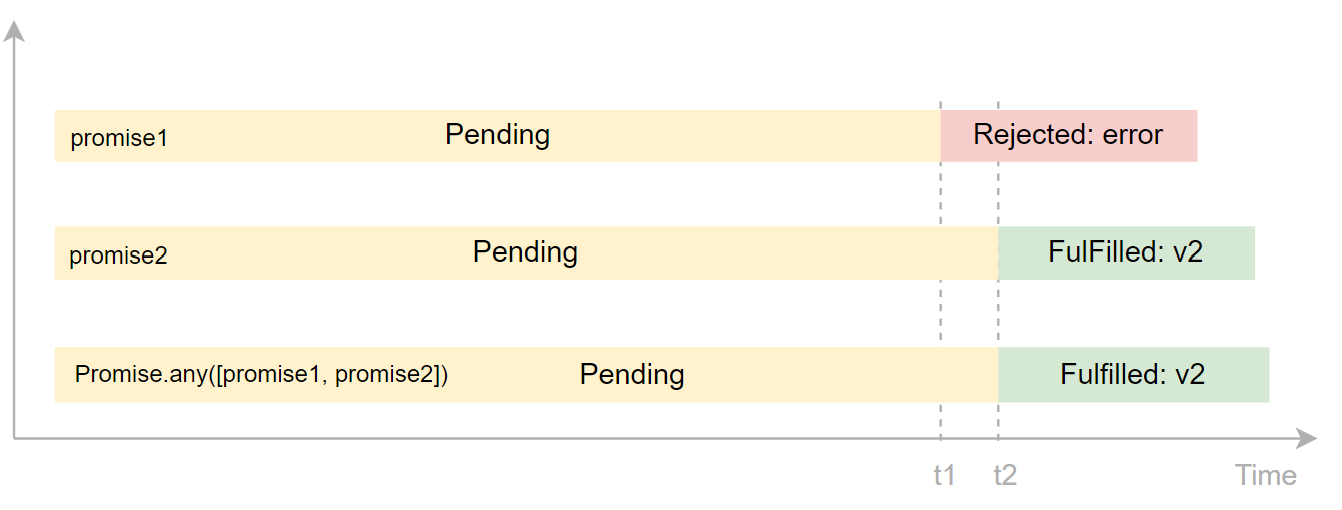 promise1 Pending Rejected: error
promise2 Pending FulFilled: v2
Promise.any([promise1, promise2]) Pending Fulfilled: v2
t1 t2 Time